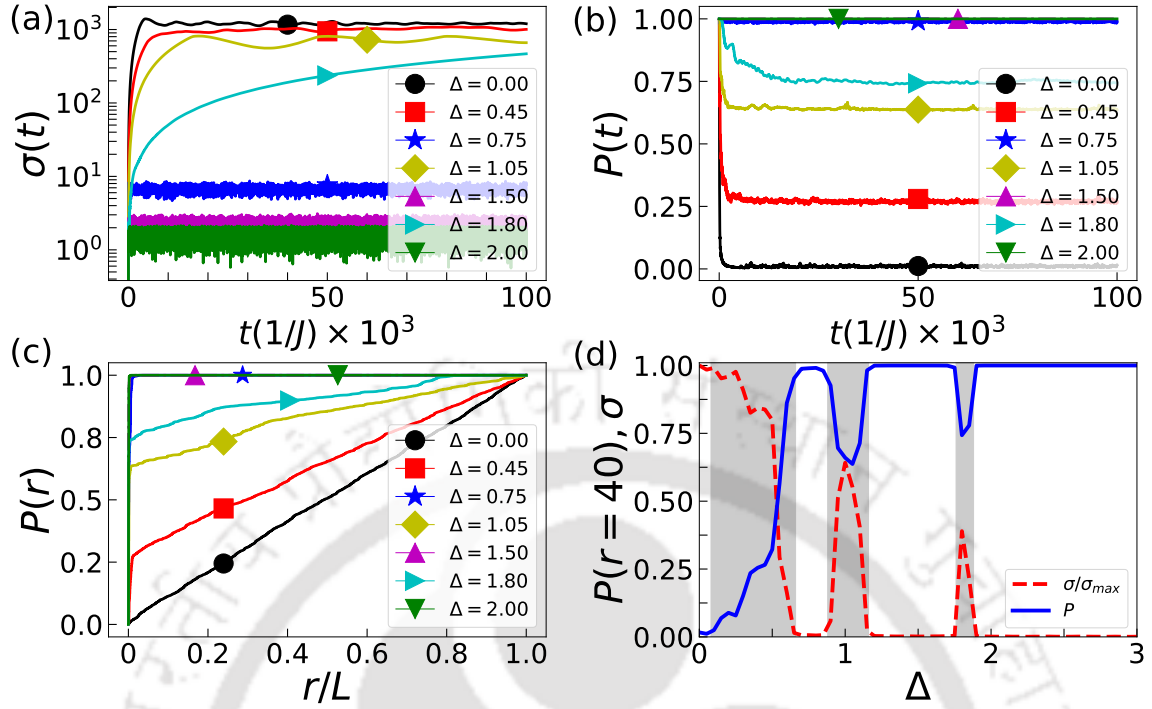 (a)
σ(t)
10³
10²
10¹
10⁰
Δ = 0.00
Δ = 0.45
Δ = 0.75
Δ = 1.05
Δ = 1.50
Δ = 1.80
Δ = 2.00
0 50 100
t(1/J) × 10³
(b)
P(t)
1.00
0.75
0.50
0.25
0.00
Δ = 0.00
Δ = 0.45
Δ = 0.75
Δ = 1.05
Δ = 1.50
Δ = 1.80
Δ = 2.00
0 50 100
t(1/J) × 10³
(c)
P(r)
1.0
0.8
0.5
0.2
0.0
Δ = 0.00
Δ = 0.45
Δ = 0.75
Δ = 1.05
Δ = 1.50
Δ = 1.80
Δ = 2.00
0 0.2 0.4 0.6 0.8 1.0
r/L
(d)
P(r = 40), σ
1.00
0.75
0.50
0.25
0.00
σ/σmax
P
0 1 2 3
Δ